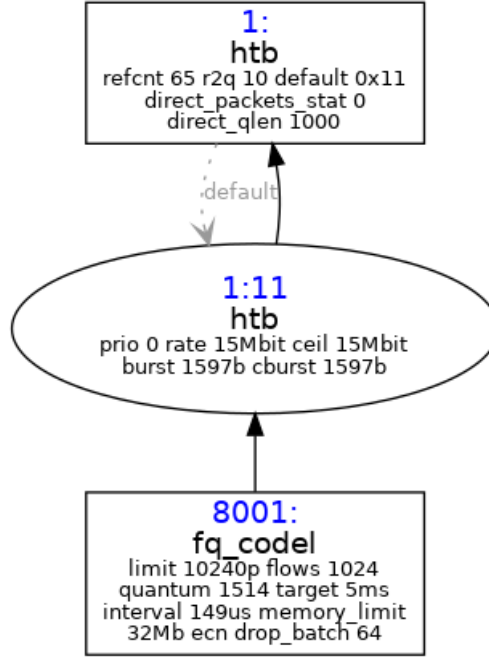 1:
htb
refcnt 65 r2q 10 default 0x11
direct_packets_stat 0
direct_qlen 1000
default
1:11
htb
prio 0 rate 15Mbit ceil 15Mbit
burst 1597b cburst 1597b
8001:
fq_codel
limit 10240p flows 1024
quantum 1514 target 5ms
interval 149us memory_limit
32Mb ecn drop_batch 64